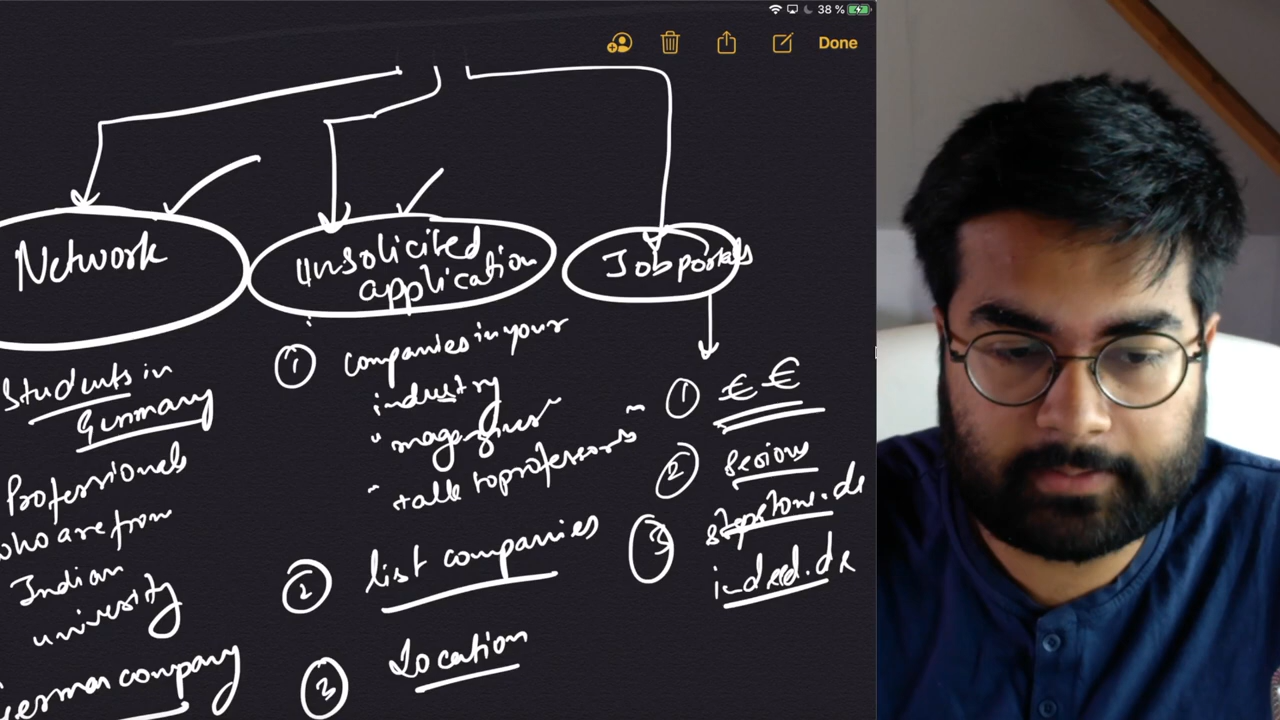 38 %
Done
Network
Unsolicited
application
Job portals
Students in
Germany
Professionals
who are from
Indian
university
German company
① companies in your
industry
"magazines"
"talk to professors"
② list companies
③ Location
① €€
② serious
③ stepstone.de
indeed.de